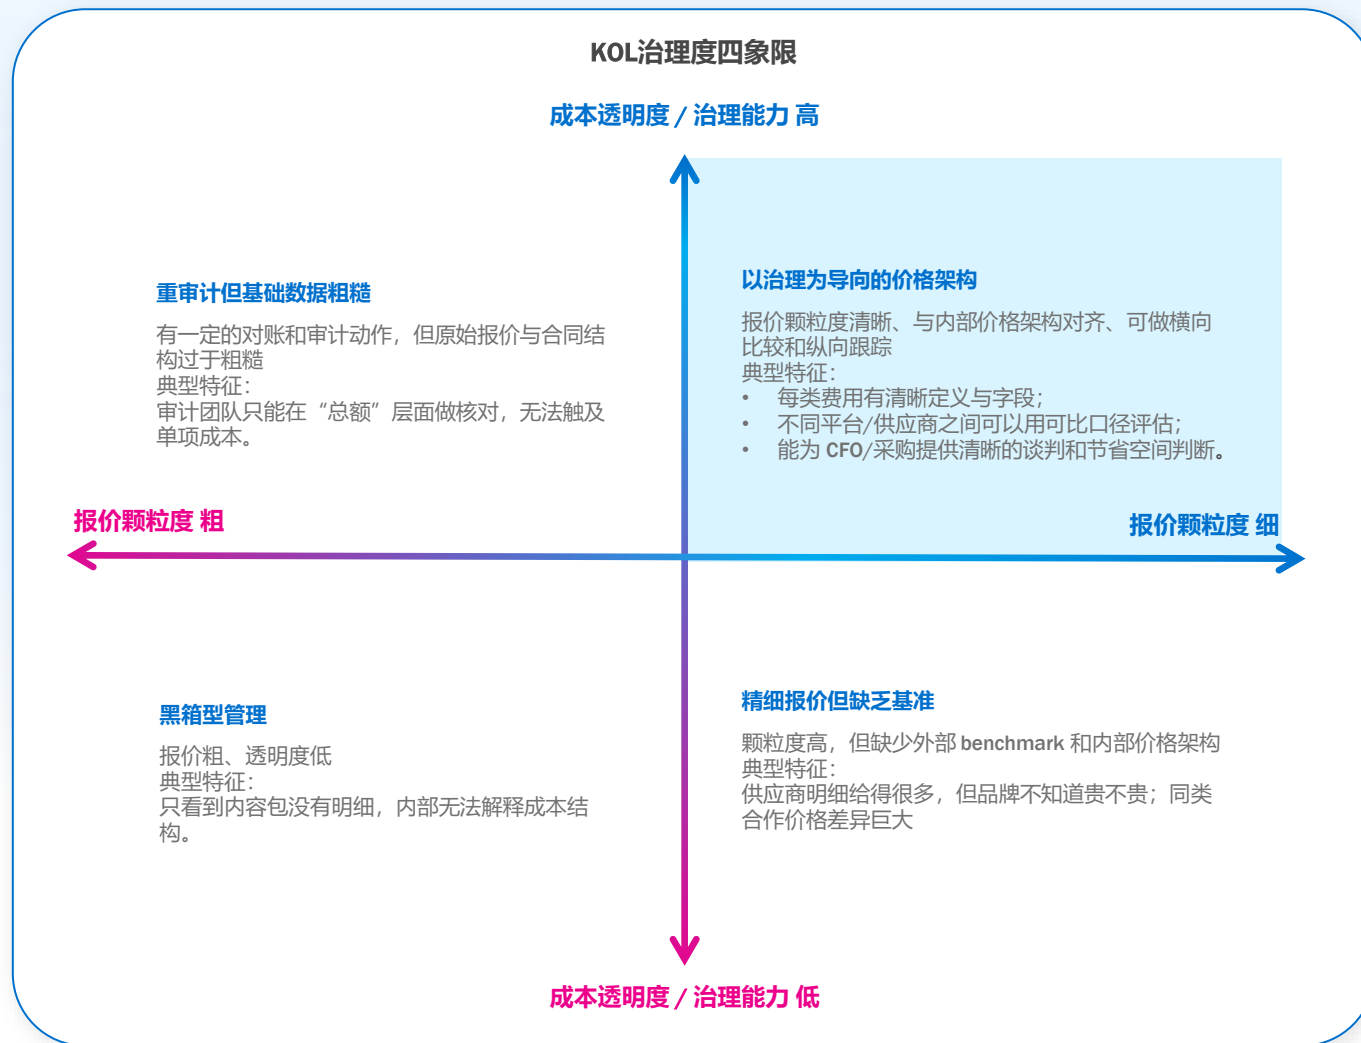 KOL治理度四象限
成本透明度 / 治理能力 高
重审计但基础数据粗糙
有一定的对账和审计动作，但原始报价与合同结
构过于粗糙
典型特征：
审计团队只能在“总额”层面做核对，无法触及
单项成本。
以治理为导向的价格架构
报价颗粒度清晰、与内部价格架构对齐、可做横向
比较和纵向跟踪
典型特征：
• 每类费用有清晰定义与字段；
• 不同平台/供应商之间可以用可比口径评估；
• 能为 CFO/采购提供清晰的谈判和节省空间判断。
报价颗粒度 粗
报价颗粒度 细
黑箱型管理
报价粗、透明度低
典型特征：
只看到内容包没有明细，内部无法解释成本结
构。
精细报价但缺乏基准
颗粒度高，但缺少外部 benchmark 和内部价格架构
典型特征：
供应商明细给得很多，但品牌不知道贵不贵；同类
合作价格差异巨大
成本透明度 / 治理能力 低